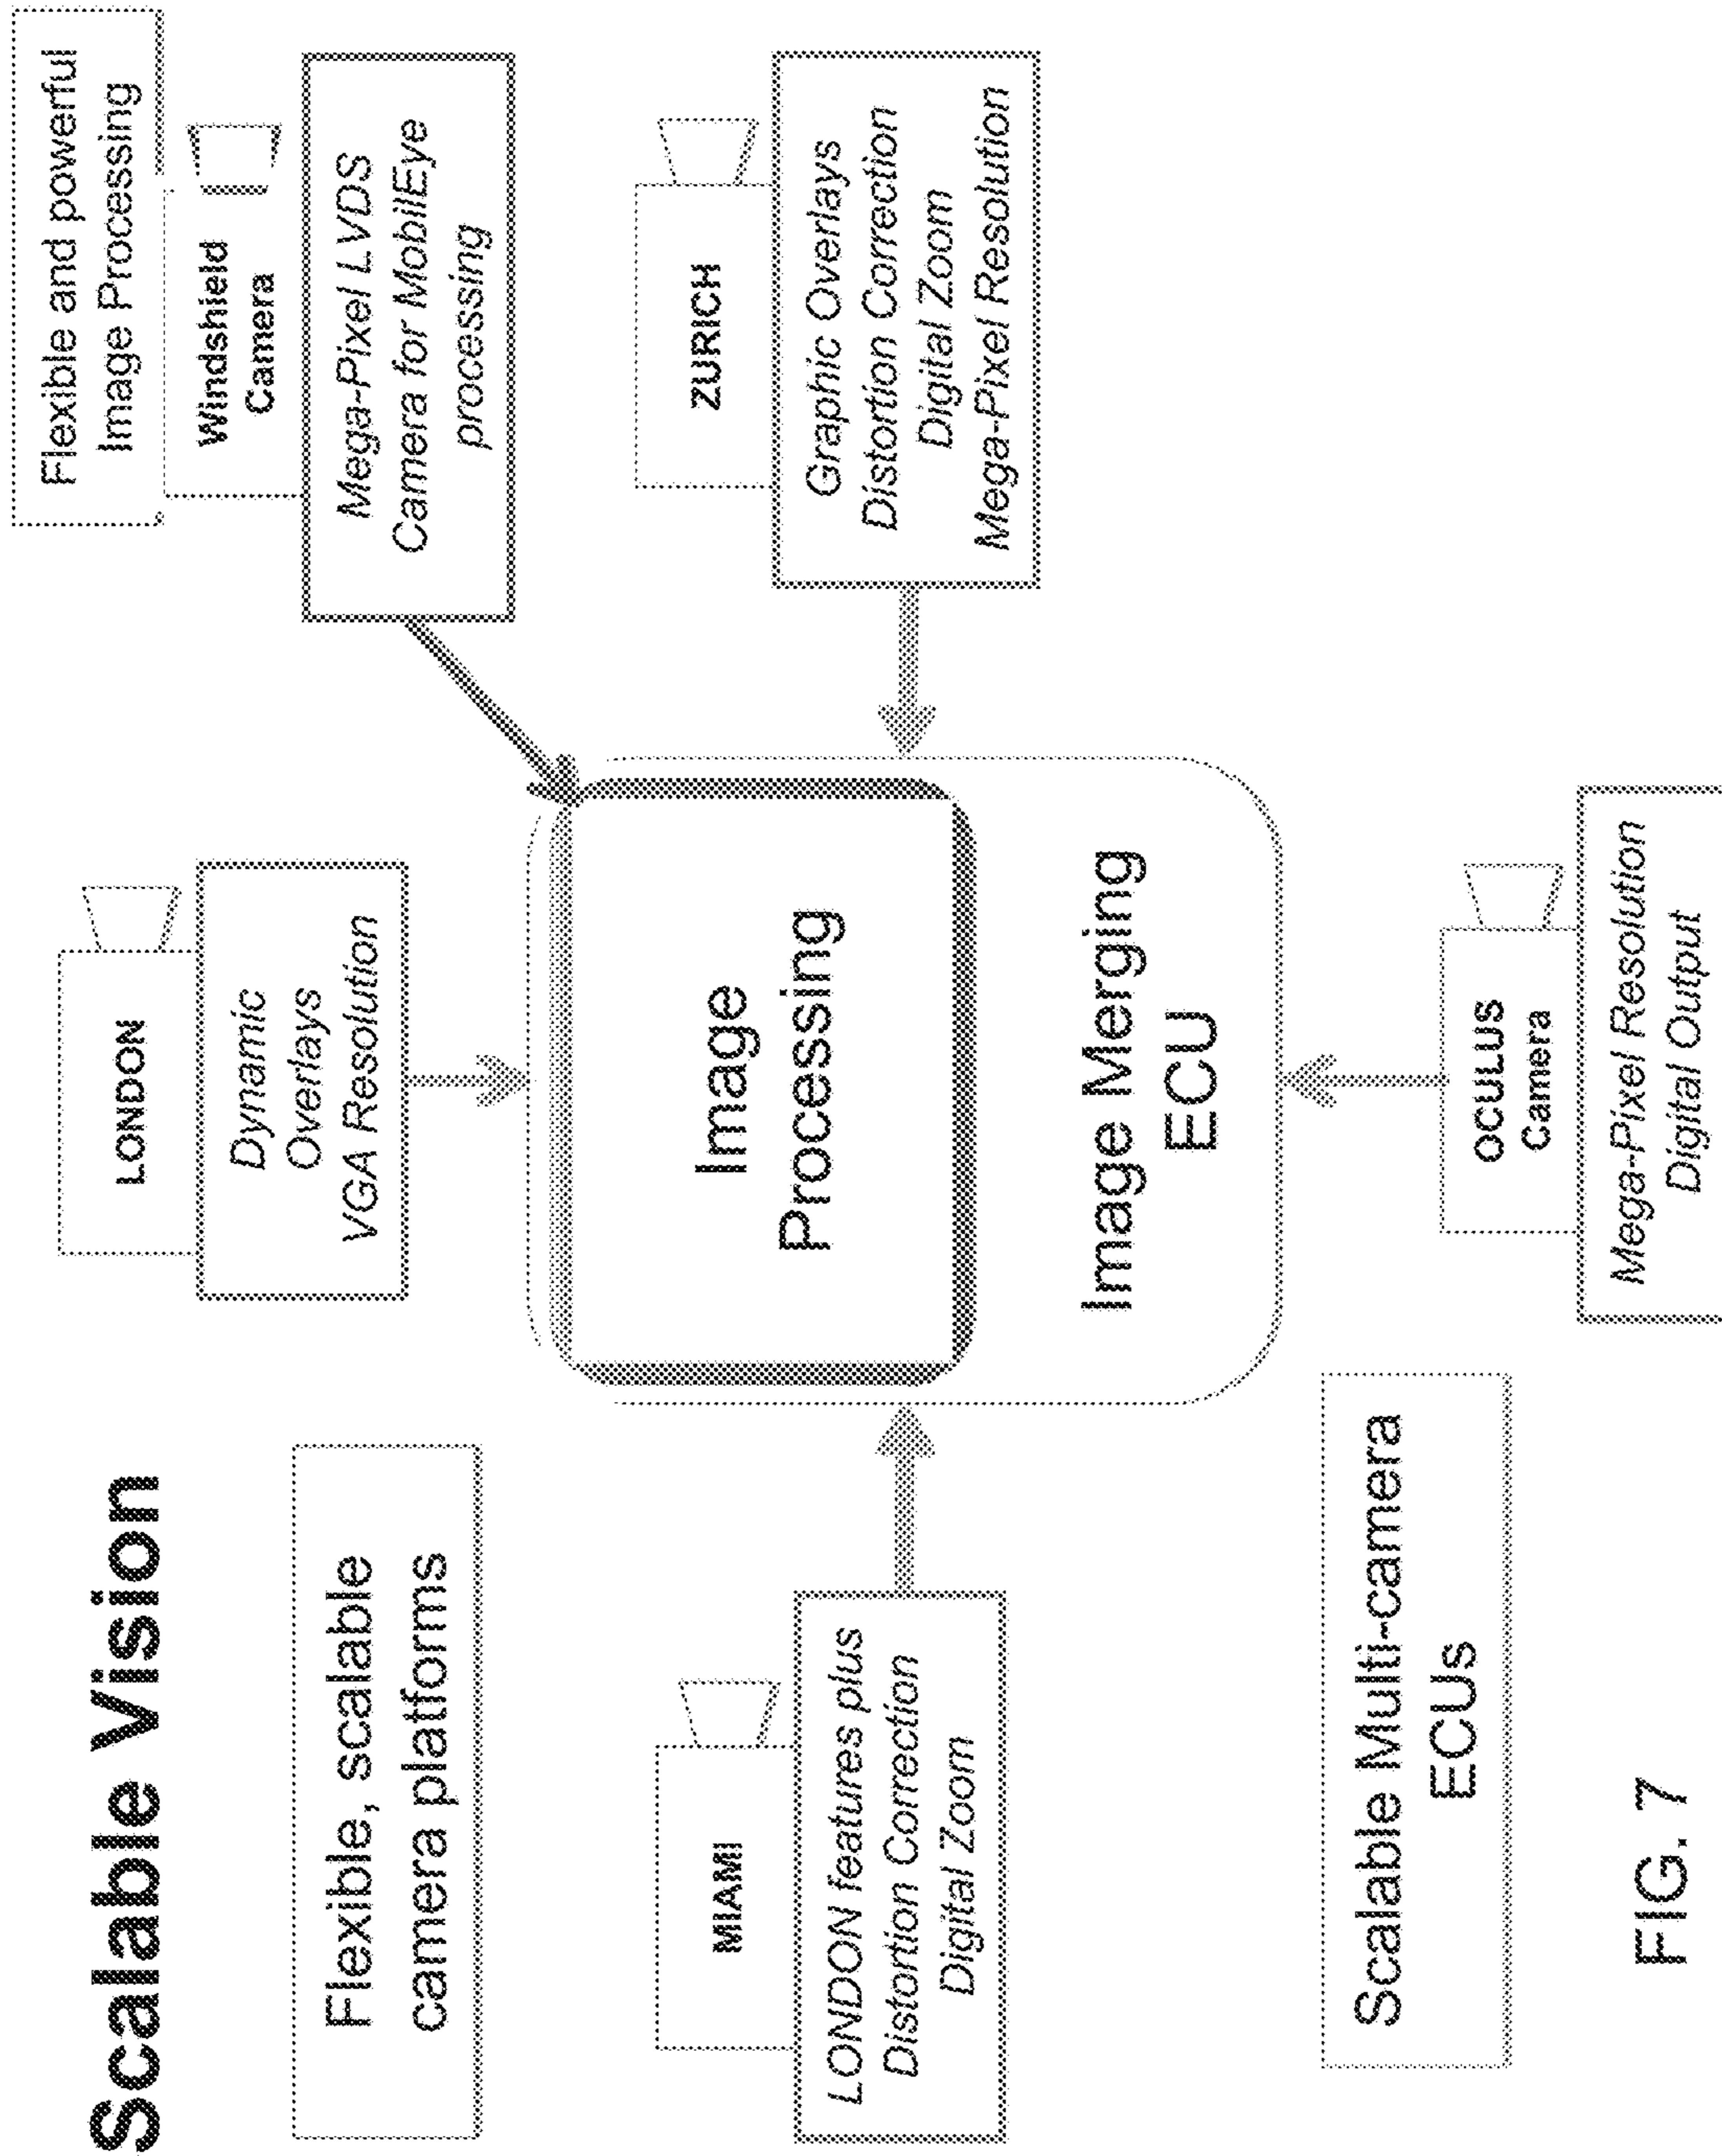 Scalable Vision
Flexible, scalable
camera platforms
LONDON
Dynamic
Overlays
VGA Resolution
Flexible and powerful
Image Processing
Windshield
Camera
Mega-Pixel LVDS
Camera for MobilEye
processing
MIAMI
LONDON features plus
Distortion Correction
Digital Zoom
Image
Processing
Image Merging
ECU
ZURICH
Graphic Overlays
Distortion Correction
Digital Zoom
Mega-Pixel Resolution
Scalable Multi-camera
ECUs
OCULUS
Camera
Mega-Pixel Resolution
Digital Output
FIG. 7